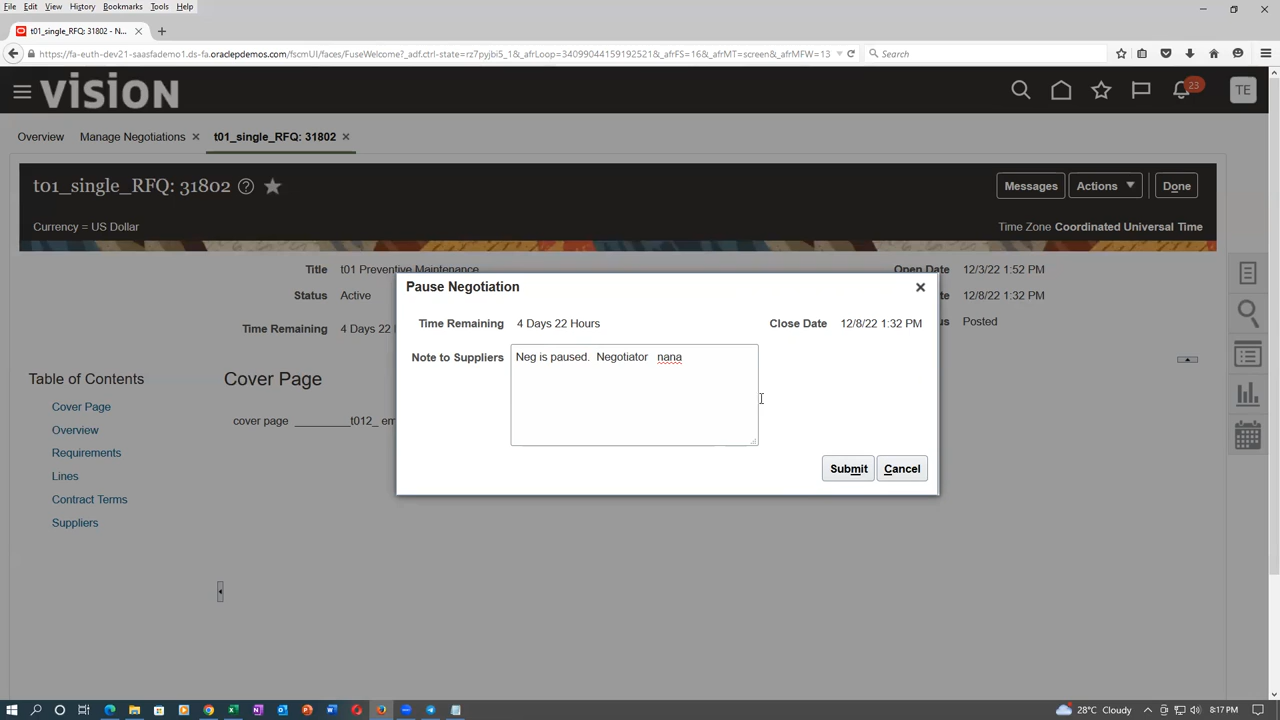 File Edit View History Bookmarks Tools Help
t01_single_RFQ: 31802 - N...
https://fa-euth-dev21-saasfademo1.ds-fa.oraclepdemos.com/fscmUI/faces/FuseWelcome?_adf.ctrl-state=rz7pyjbi5_1&_afrLoop=34099044159192521&_afrFS=16&_afrMT=screen&_afrMFW=13
Search
VISION
23
TE
Overview Manage Negotiations t01_single_RFQ: 31802
t01_single_RFQ: 31802
Messages Actions Done
Currency = US Dollar
Time Zone Coordinated Universal Time
Title t01 Preventive Maintenance
Open Date 12/3/22 1:52 PM
Status Active
12/8/22 1:32 PM
Time Remaining 4 Days 22
Posted
Pause Negotiation
Time Remaining 4 Days 22 Hours
Close Date 12/8/22 1:32 PM
Note to Suppliers Neg is paused. Negotiator nana
Submit Cancel
Table of Contents
Cover Page
Overview
Requirements
Lines
Contract Terms
Suppliers
Cover Page
cover page _________t012_
28°C Cloudy
8:17 PM